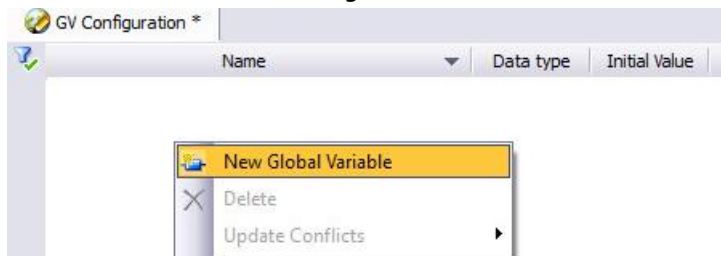 GV Configuration *
Name Data type Initial Value
New Global Variable
Delete
Update Conflicts